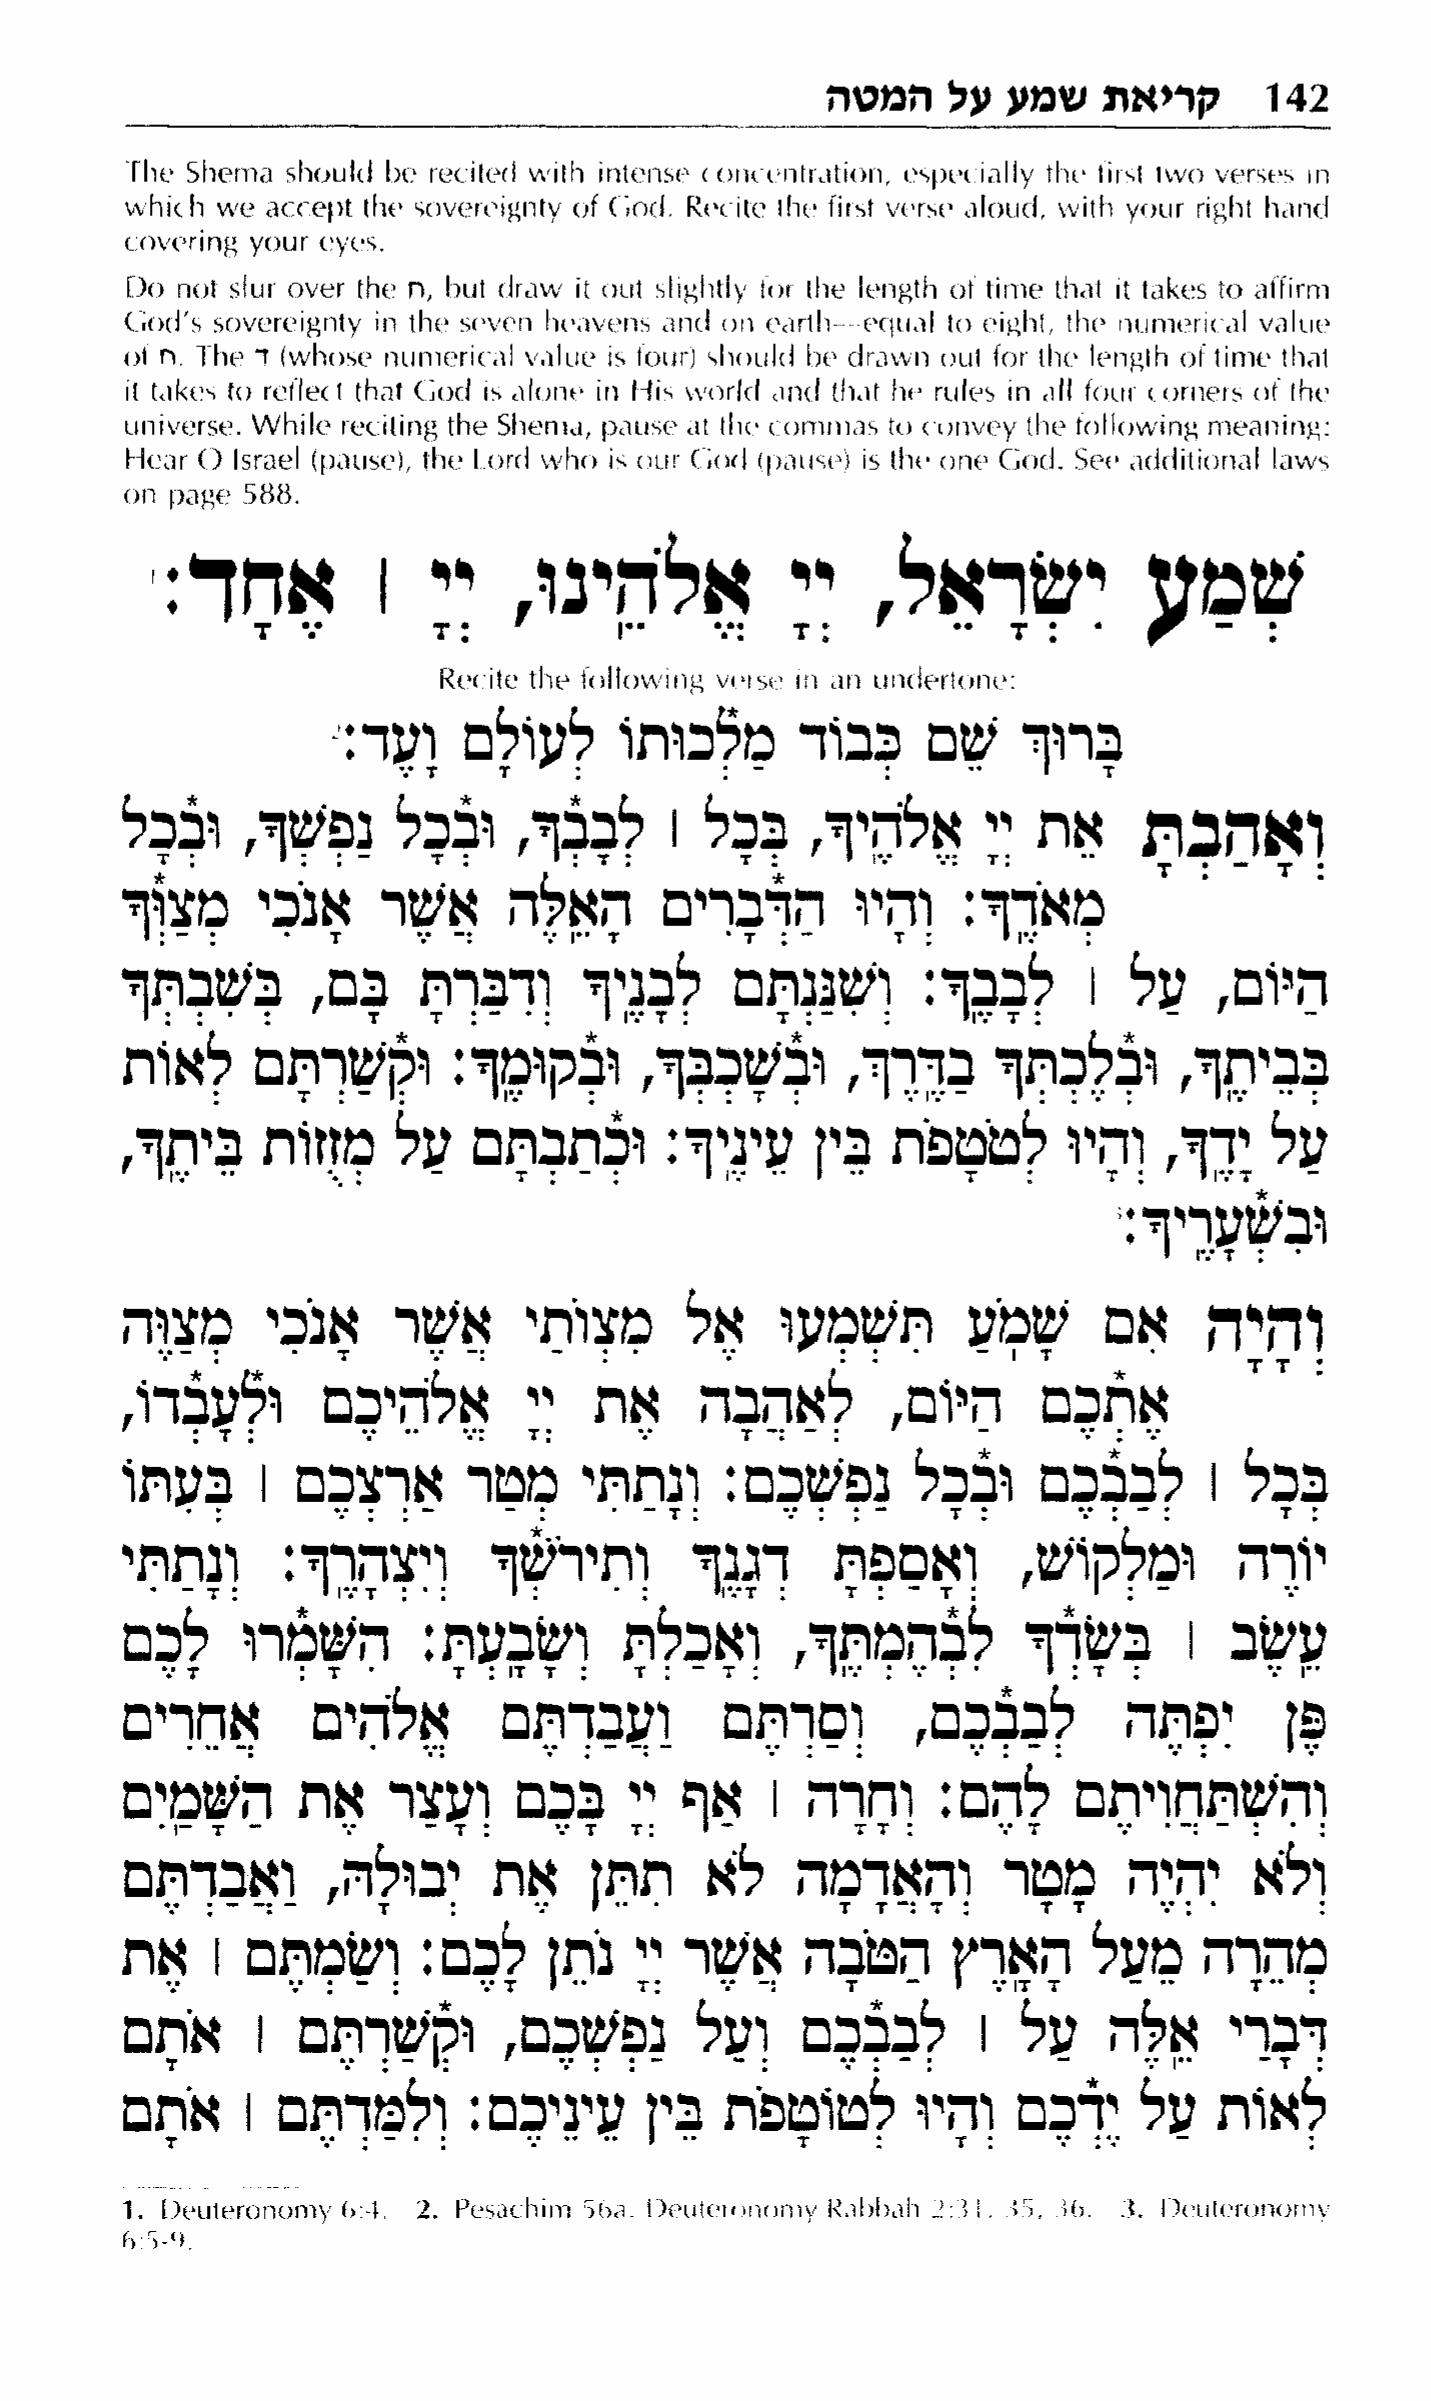 142 קריאת שמע על המטה
The Shema should be recited with intense concentration, especially the first two verses in
which we accept the sovereignty of God. Recite the first verse aloud, with your right hand
covering your eyes.
Do not slur over the ח, but draw it out slightly for the length of time that it takes to affirm
God's sovereignty in the seven heavens and on earth—equal to eight, the numerical value
of ח. The ד (whose numerical value is four) should be drawn out for the length of time that
it takes to reflect that God is alone in His world and that he rules in all four corners of the
universe. While reciting the Shema, pause at the commas to convey the following meaning:
Hear O Israel (pause), the Lord who is our God (pause) is the one God. See additional laws
on page 588.
שְׁמַע יִשְׂרָאֵל, יְיָ אֱלֹהֵֽינוּ, יְיָ | אֶחָד:¹
Recite the following verse in an undertone:
בָּרוּךְ שֵׁם כְּבוֹד מַלְ*כוּתוֹ לְעוֹלָם וָעֶד:²
וְאָהַבְתָּ אֵת יְיָ אֱלֹהֶֽיךָ, בְּכָל | לְבָבְ*ךָ, וּבְ*כָל נַפְשְׁ*ךָ, וּבְ*כָל
מְאֹדֶֽךָ: וְהָיוּ הַדְּ*בָרִים הָאֵֽלֶּה אֲשֶׁר אָנֹכִי מְצַוְּ*ךָ
הַיּוֹם, עַל | לְבָבֶֽךָ: וְשִׁנַּנְתָּם לְבָנֶֽיךָ וְדִבַּרְתָּ בָּם, בְּשִׁבְתְּךָ
בְּבֵיתֶֽךָ, וּבְ*לֶכְתְּךָ בַדֶּֽרֶךְ, וּבְ*שָׁכְבְּךָ, וּבְ*קוּמֶֽךָ: וּקְ*שַׁרְתָּם לְאוֹת
עַל יָדֶֽךָ, וְהָיוּ לְטֹטָפֹת בֵּין עֵינֶֽיךָ: וּכְ*תַבְתָּם עַל מְזֻזוֹת בֵּיתֶֽךָ,
וּבִשְׁ*עָרֶֽיךָ:³
וְהָיָה אִם שָׁמֹֽעַ תִּשְׁמְעוּ אֶל מִצְוֹתַי אֲשֶׁר אָנֹכִי מְצַוֶּה
אֶתְ*כֶם הַיּוֹם, לְאַהֲבָה אֶת יְיָ אֱלֹהֵיכֶם וּלְ*עָבְ*דוֹ,
בְּכָל | לְבַבְ*כֶם וּבְ*כָל נַפְשְׁכֶם: וְנָתַתִּי מְטַר אַרְצְכֶם | בְּעִתּוֹ
יוֹרֶה וּמַלְקוֹשׁ, וְאָסַפְתָּ דְגָנֶֽךָ וְתִירֹשְׁ*ךָ וְיִצְהָרֶֽךָ: וְנָתַתִּי
עֵֽשֶׂב | בְּשָׂדְ*ךָ לִבְ*הֶמְתֶּֽךָ, וְאָכַלְתָּ וְשָׂבָֽעְתָּ: הִשָּׁמְ*רוּ לָכֶם
פֶּן יִפְתֶּה לְבַבְ*כֶם, וְסַרְתֶּם וַעֲבַדְתֶּם אֱלֹהִים אֲחֵרִים
וְהִשְׁתַּחֲוִיתֶם לָהֶם: וְחָרָה | אַף יְיָ בָּכֶם וְעָצַר אֶת הַשָּׁמַֽיִם
וְלֹא יִהְיֶה מָטָר וְהָאֲדָמָה לֹא תִתֵּן אֶת יְבוּלָהּ, וַאֲבַדְתֶּם
מְהֵרָה מֵעַל הָאָֽרֶץ הַטֹּבָה אֲשֶׁר יְיָ נֹתֵן לָכֶם: וְשַׂמְתֶּם | אֶת
דְּבָרַי אֵֽלֶּה עַל | לְבַבְ*כֶם וְעַל נַפְשְׁכֶם, וּקְ*שַׁרְתֶּם | אֹתָם
לְאוֹת עַל יֶדְ*כֶם וְהָיוּ לְטוֹטָפֹת בֵּין עֵינֵיכֶם: וְלִמַּדְתֶּם | אֹתָם
1. Deuteronomy 6:4. 2. Pesachim 56a. Deuteronomy Rabbah 2:31, 35, 36. 3. Deuteronomy
6:5-9.